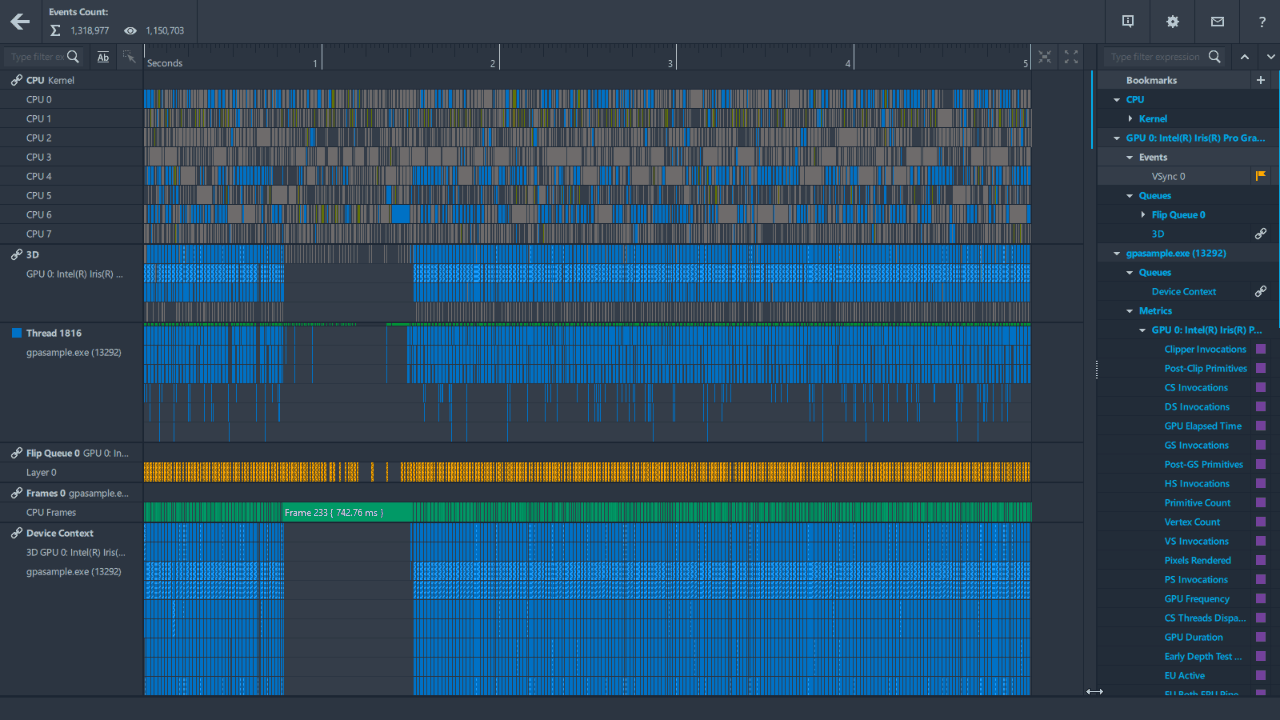 Events Count:
Σ 1,318,977 1,150,703
?
Type filter ex
Ab
Seconds 1 2 3 4 5
Type filter expression
CPU Kernel
CPU 0
CPU 1
CPU 2
CPU 3
CPU 4
CPU 5
CPU 6
CPU 7
3D
GPU 0: Intel(R) Iris(R) ...
Thread 1816
gpasample.exe (13292)
Flip Queue 0 GPU 0: In...
Layer 0
Frames 0 gpasample.e...
CPU Frames
Frame 233 { 742.76 ms }
Device Context
3D GPU 0: Intel(R) Iris(...
gpasample.exe (13292)
Bookmarks +
CPU
Kernel
GPU 0: Intel(R) Iris(R) Pro Gra...
Events
VSync 0
Queues
Flip Queue 0
3D
gpasample.exe (13292)
Queues
Device Context
Metrics
GPU 0: Intel(R) Iris(R) P...
Clipper Invocations
Post-Clip Primitives
CS Invocations
DS Invocations
GPU Elapsed Time
GS Invocations
Post-GS Primitives
HS Invocations
Primitive Count
Vertex Count
VS Invocations
Pixels Rendered
PS Invocations
GPU Frequency
CS Threads Dispa...
GPU Duration
Early Depth Test ...
EU Active
EU Both FPU Pipe